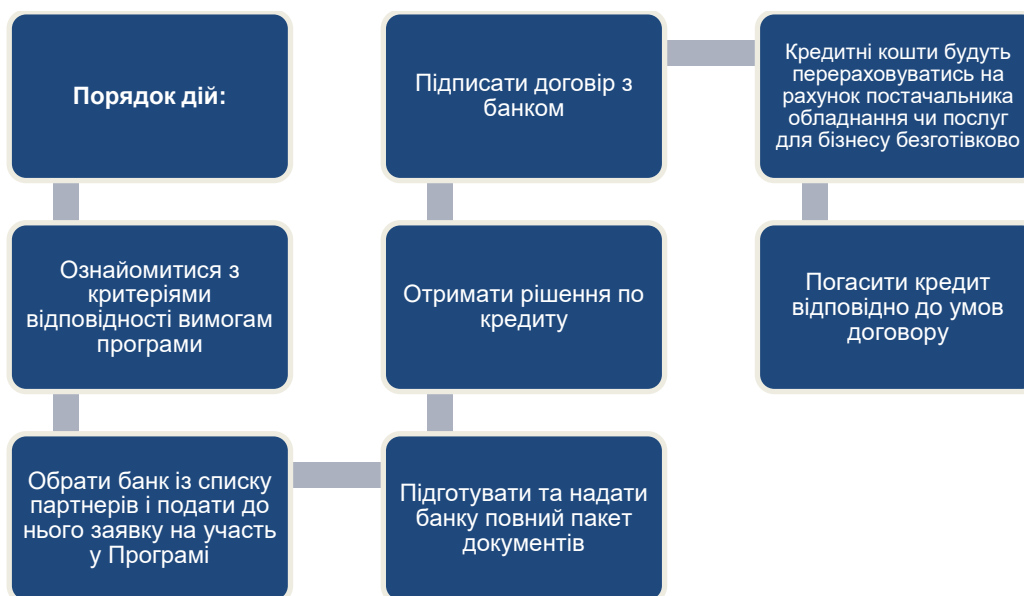 Порядок дій:
Ознайомитися з
критеріями
відповідності вимогам
програми
Обрати банк із списку
партнерів і подати до
нього заявку на участь
у Програмі
Підготувати та надати
банку повний пакет
документів
Отримати рішення по
кредиту
Підписати договір з
банком
Кредитні кошти будуть
перераховуватись на
рахунок постачальника
обладнання чи послуг
для бізнесу безготівково
Погасити кредит
відповідно до умов
договору